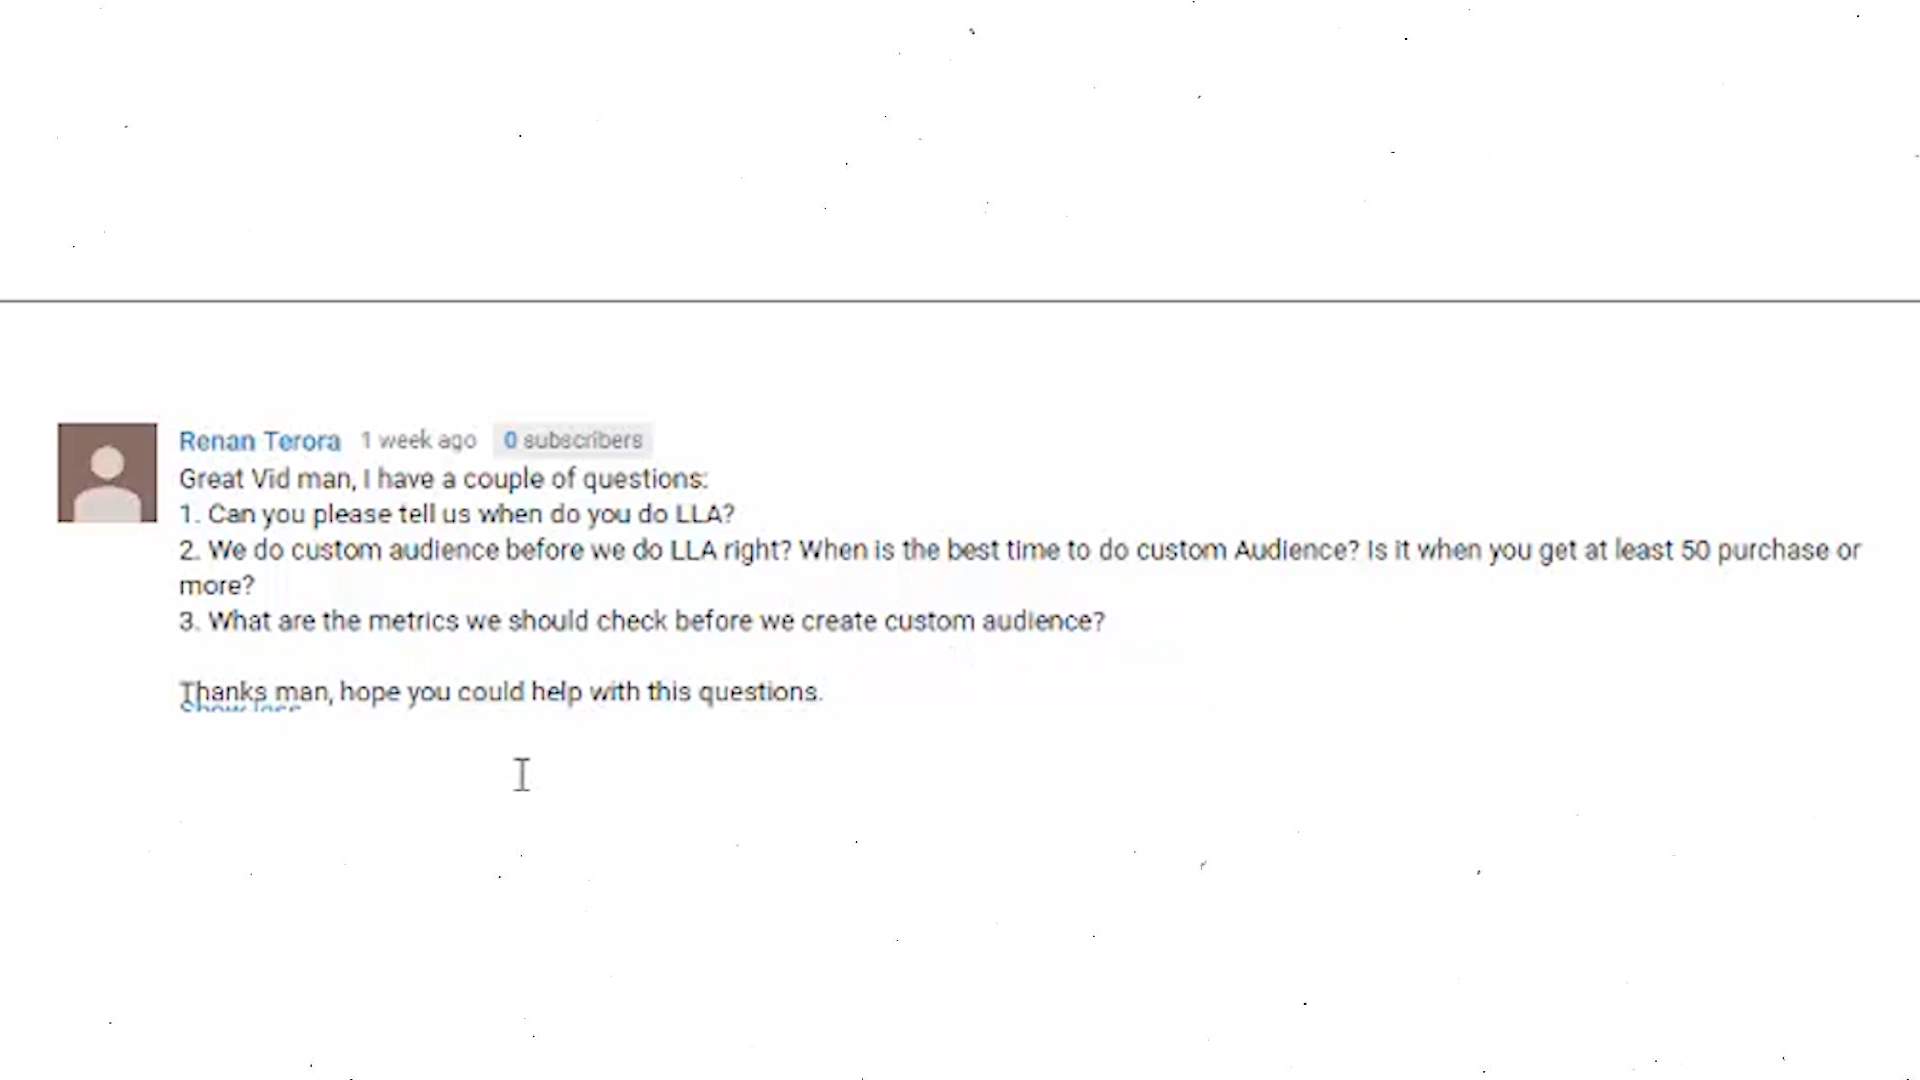 Renan Terora 1 week ago 0 subscribers
Great Vid man, I have a couple of questions:
1. Can you please tell us when do you do LLA?
2. We do custom audience before we do LLA right? When is the best time to do custom Audience? Is it when you get at least 50 purchase or
more?
3. What are the metrics we should check before we create custom audience?
Thanks man, hope you could help with this questions.
Show less